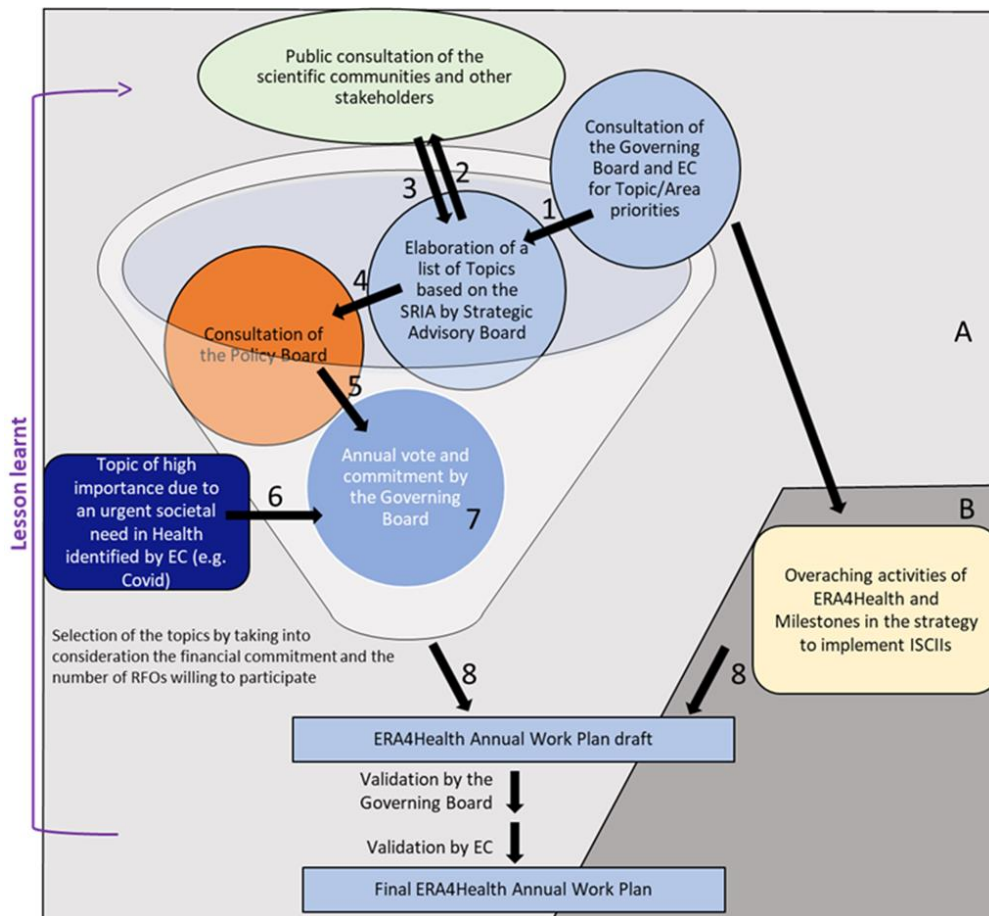 Public consultation of the
scientific communities and other
stakeholders
Consultation of
the Governing
Board and EC
for Topic/Area
priorities
3
2
1
Elaboration of a
list of Topics
based on the
SRIA by Strategic
Advisory Board
4
Consultation of
the Policy Board
5
A
Lesson learnt
Annual vote and
commitment by
the Governing
Board
7
Topic of high
importance due to
an urgent societal
need in Health
identified by EC (e.g.
Covid)
6
B
Overaching activities of
ERA4Health and
Milestones in the strategy
to implement ISCIIs
Selection of the topics by taking into
consideration the financial commitment and the
number of RFOs willing to participate
8
8
ERA4Health Annual Work Plan draft
Validation by the
Governing Board
Validation by EC
Final ERA4Health Annual Work Plan